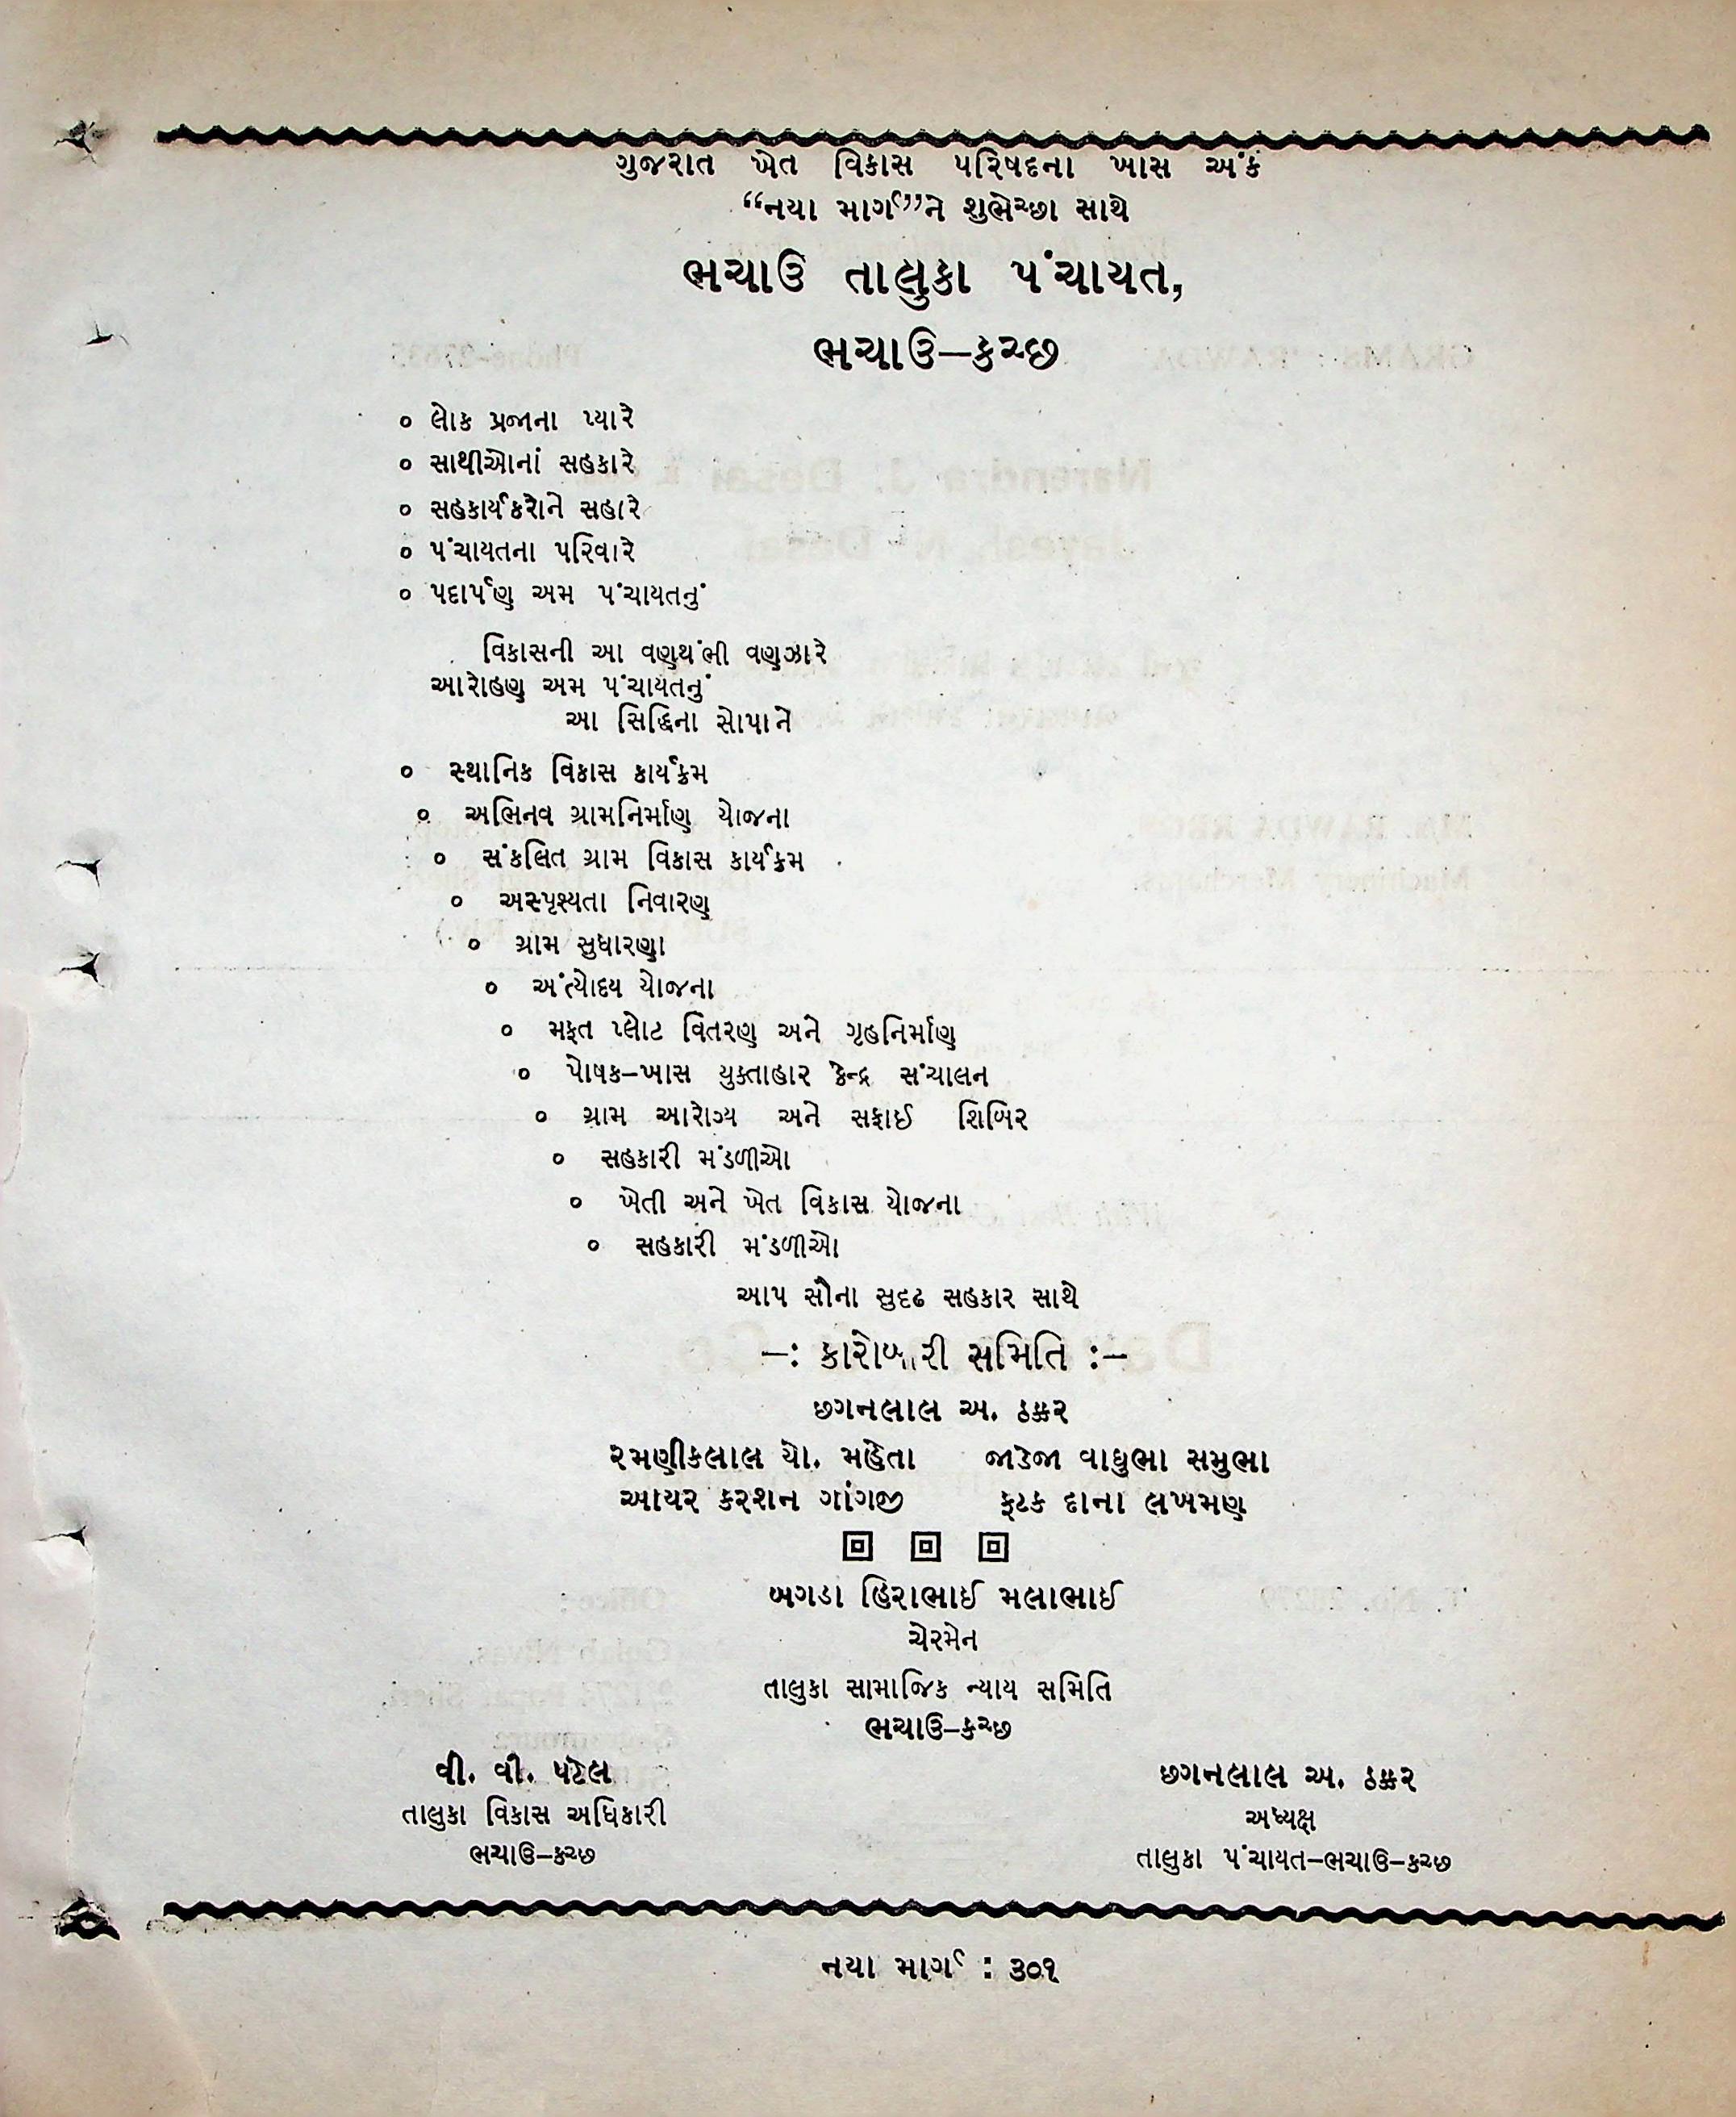 ગુજરાત ખેત વિકાસ પરિષદના ખાસ અંક
“નયા માર્ગ”ને શુભેચ્છા સાથે
ભચાઉ તાલુકા પંચાયત,
ભચાઉ–કચ્છ
૦ લોક પ્રજાના પ્યારે
૦ સાથીઓનાં સહકારે
૦ સહકાર્યકરોને સહારે
૦ પંચાયતના પરિવારે
૦ પદાર્પણ અમ પંચાયતનું
વિકાસની આ વણથંભી વણઝારે
આરોહણ અમ પંચાયતનું
આ સિદ્ધિના સોપાને
૦ સ્થાનિક વિકાસ કાર્યક્રમ
૦ અભિનવ ગ્રામનિર્માણ યોજના
૦ સંકલિત ગ્રામ વિકાસ કાર્યક્રમ
૦ અસ્પૃશ્યતા નિવારણ
૦ ગ્રામ સુધારણા
૦ અંત્યોદય યોજના
૦ મફત પ્લોટ વિતરણ અને ગૃહનિર્માણ
૦ પોષક–ખાસ યુક્તાહાર કેન્દ્ર સંચાલન
૦ ગ્રામ આરોગ્ય અને સફાઈ શિબિર
૦ સહકારી મંડળીઓ
૦ ખેતી અને ખેત વિકાસ યોજના
૦ સહકારી મંડળીઓ
આપ સૌના સુદૃઢ સહકાર સાથે
–: કારોબારી સમિતિ :–
છગનલાલ અ. ઠક્કર
રમણીકલાલ ચો. મહેતા જાડેજા વાઘુભા સમુભા
આયર કરશન ગાંગજી ફટક દાના લખમણ
બગડા હિરાભાઈ મલાભાઈ
ચેરમેન
તાલુકા સામાજિક ન્યાય સમિતિ
ભચાઉ–કચ્છ
વી. વી. પટેલ
તાલુકા વિકાસ અધિકારી
ભચાઉ–કચ્છ
છગનલાલ અ. ઠક્કર
અધ્યક્ષ
તાલુકા પંચાયત–ભચાઉ–કચ્છ
નયા માર્ગ : ૩૦૧